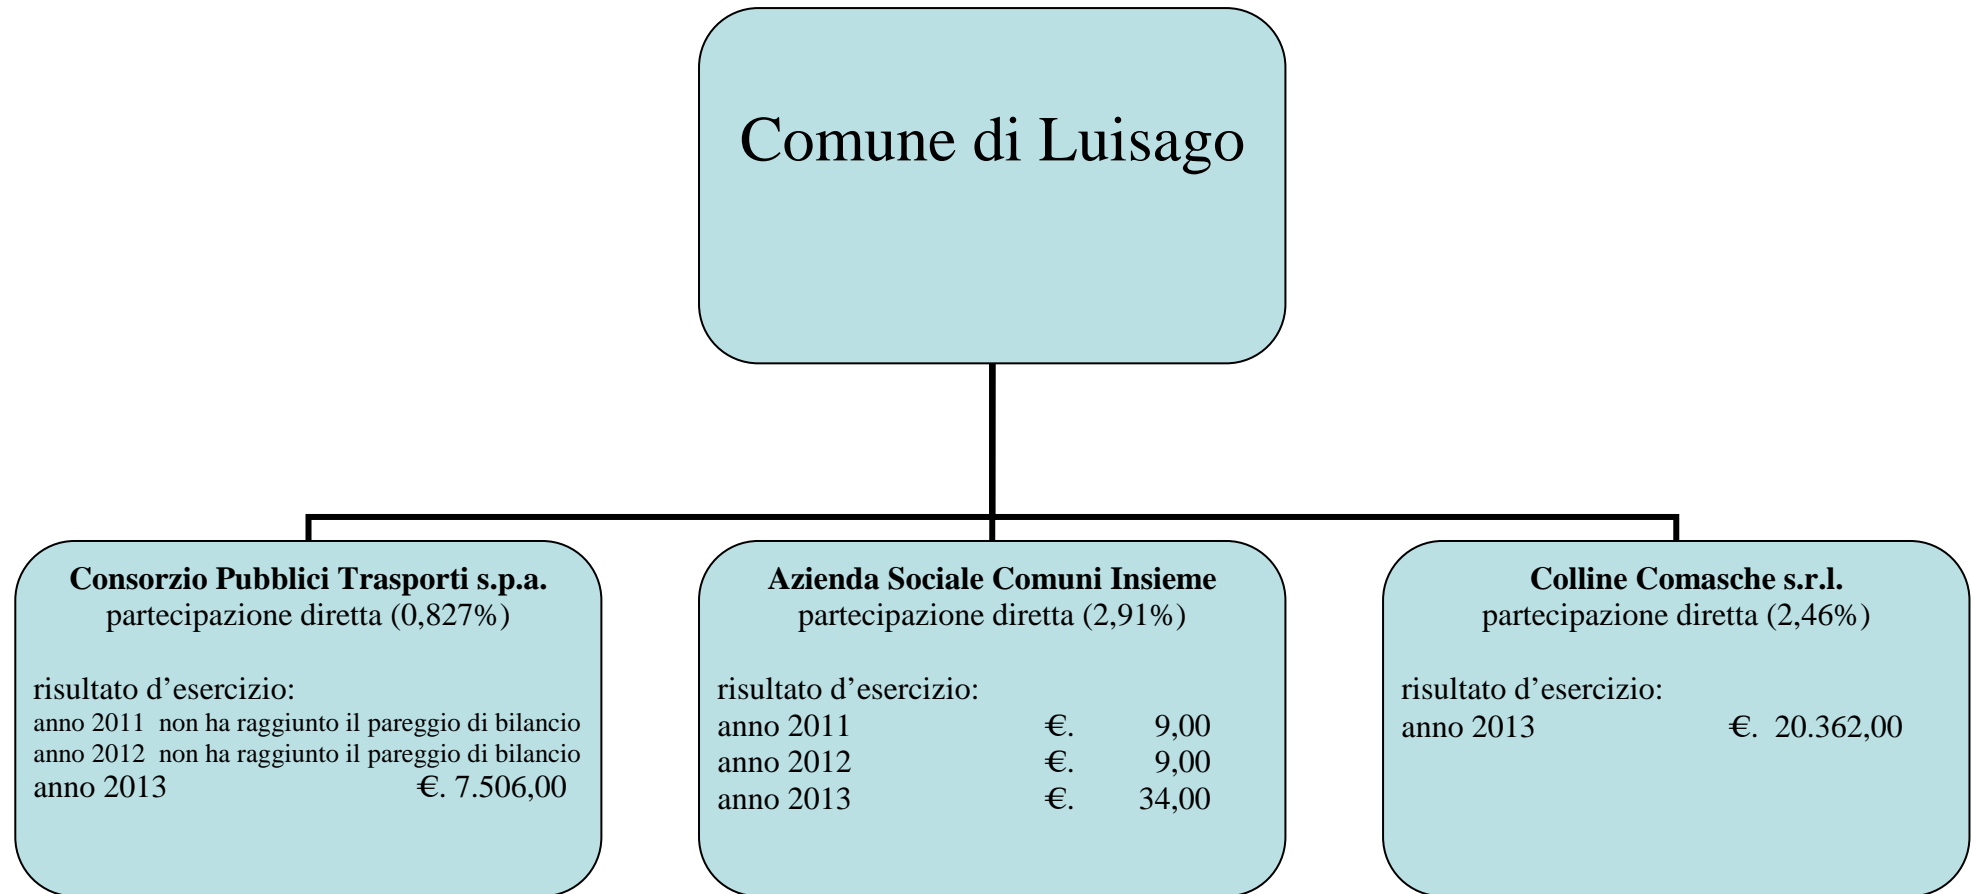 Comune di Luisago
Consorzio Pubblici Trasporti s.p.a.
partecipazione diretta (0,827%)
risultato d’esercizio:
anno 2011 non ha raggiunto il pareggio di bilancio
anno 2012 non ha raggiunto il pareggio di bilancio
anno 2013 €. 7.506,00
Azienda Sociale Comuni Insieme
partecipazione diretta (2,91%)
risultato d’esercizio:
anno 2011 €. 9,00
anno 2012 €. 9,00
anno 2013 €. 34,00
Colline Comasche s.r.l.
partecipazione diretta (2,46%)
risultato d’esercizio:
anno 2013 €. 20.362,00